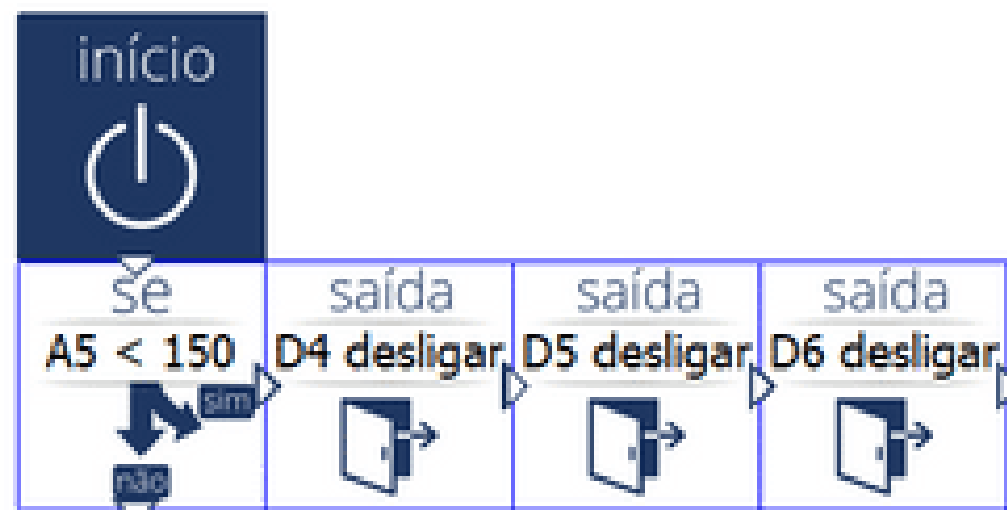 início
se
A5 < 150
sim
não
saída
D4 desligar
saída
D5 desligar
saída
D6 desligar